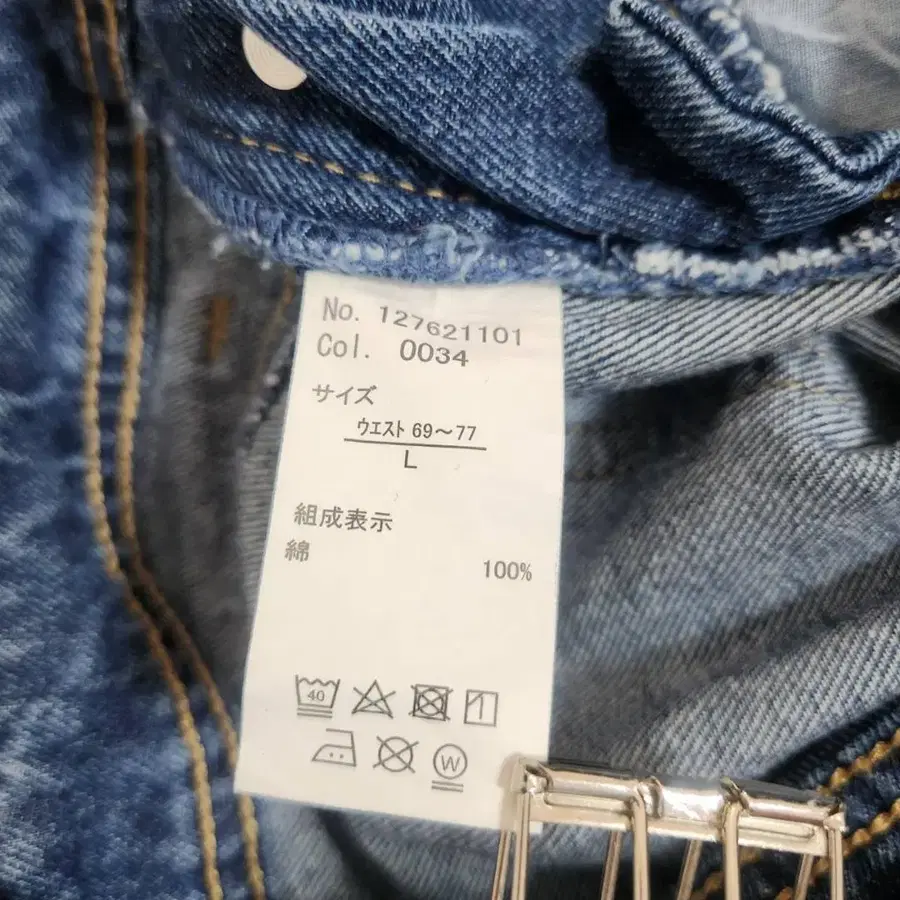 No. 127621101
Col. 0034
サイズ
ウエスト 69〜77
L
組成表示
綿 100%
40
W